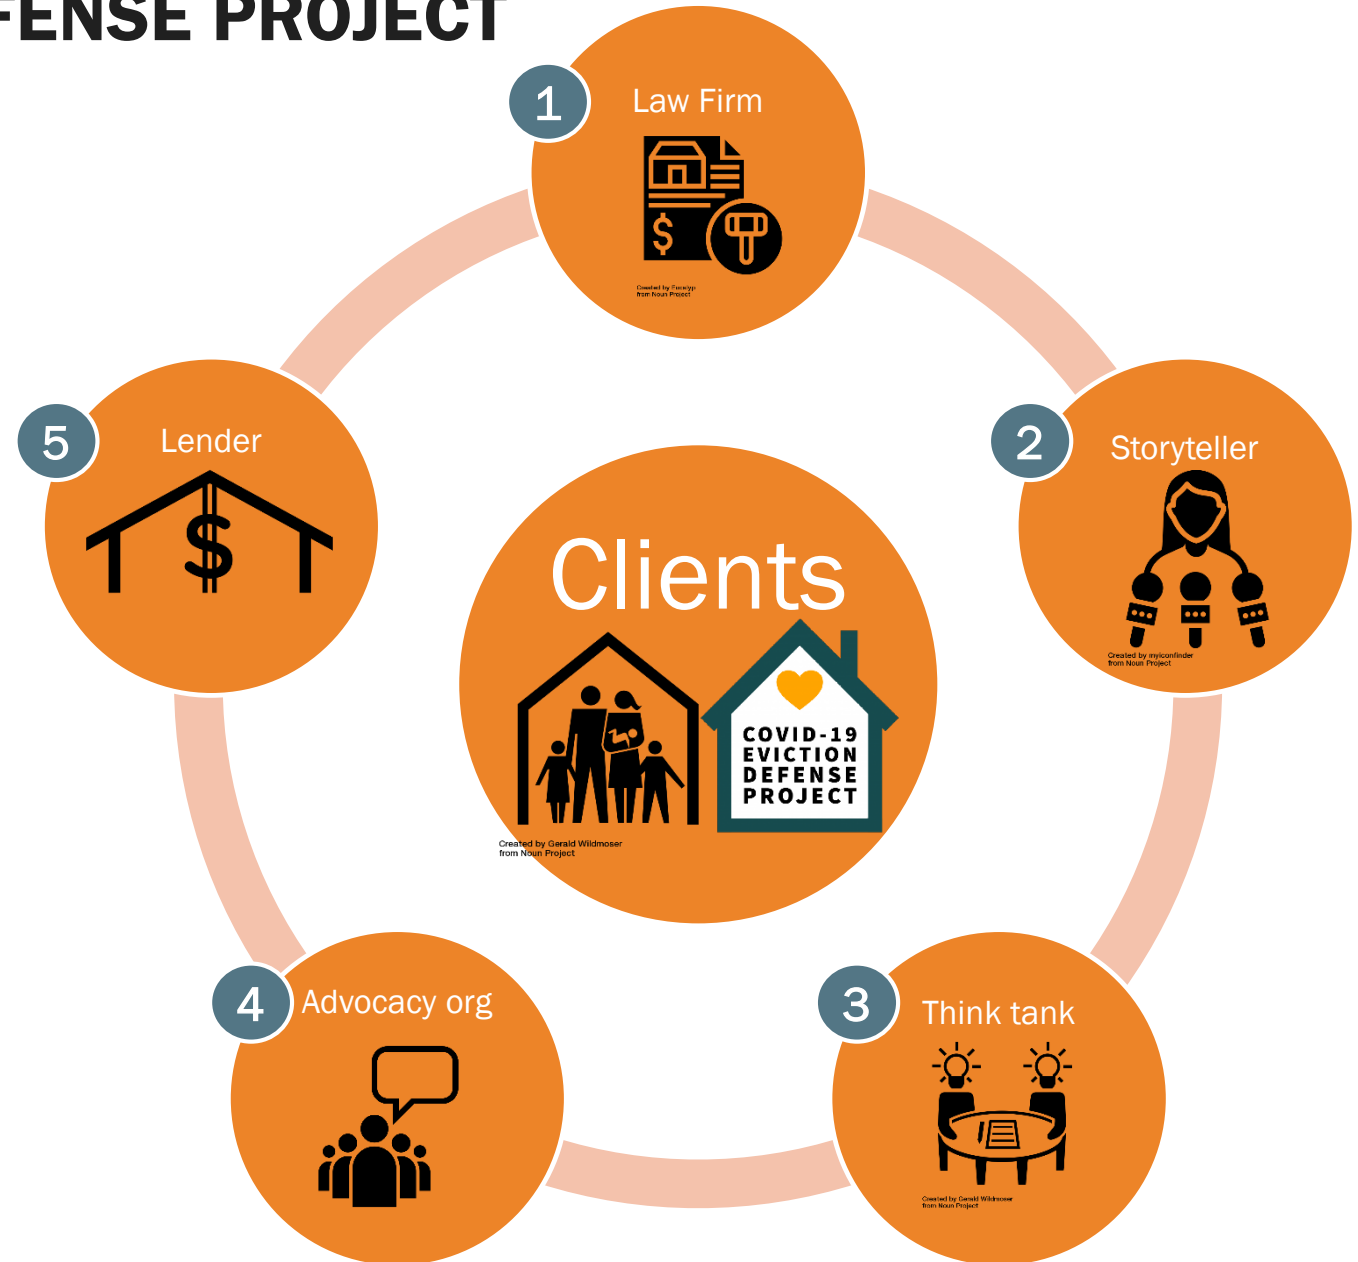 FENSE PROJECT
1
Law Firm
$
Created by Eucalyp
from Noun Project
5
Lender
$
2
Storyteller
Created by myiconfinder
from Noun Project
Clients
COVID-19
EVICTION
DEFENSE
PROJECT
Created by Gerald Wildmoser
from Noun Project
4
Advocacy org
3
Think tank
Created by Gerald Wildmoser
from Noun Project